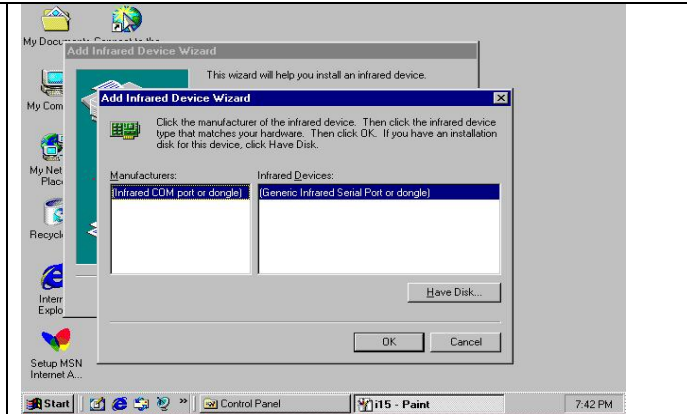 My Documents Connect to the
Add Infrared Device Wizard
This wizard will help you install an infrared device.
My Com
Add Infrared Device Wizard
Click the manufacturer of the infrared device. Then click the infrared device
type that matches your hardware. Then click OK. If you have an installation
disk for this device, click Have Disk.
My Net
Plac
Manufacturers:
Infrared Devices:
(Infrared COM port or dongle)
(Generic Infrared Serial Port or dongle)
Recycl
Have Disk...
Interr
Explo
OK
Cancel
Setup MSN
Internet A...
Start
Control Panel
i15 - Paint
7:42 PM